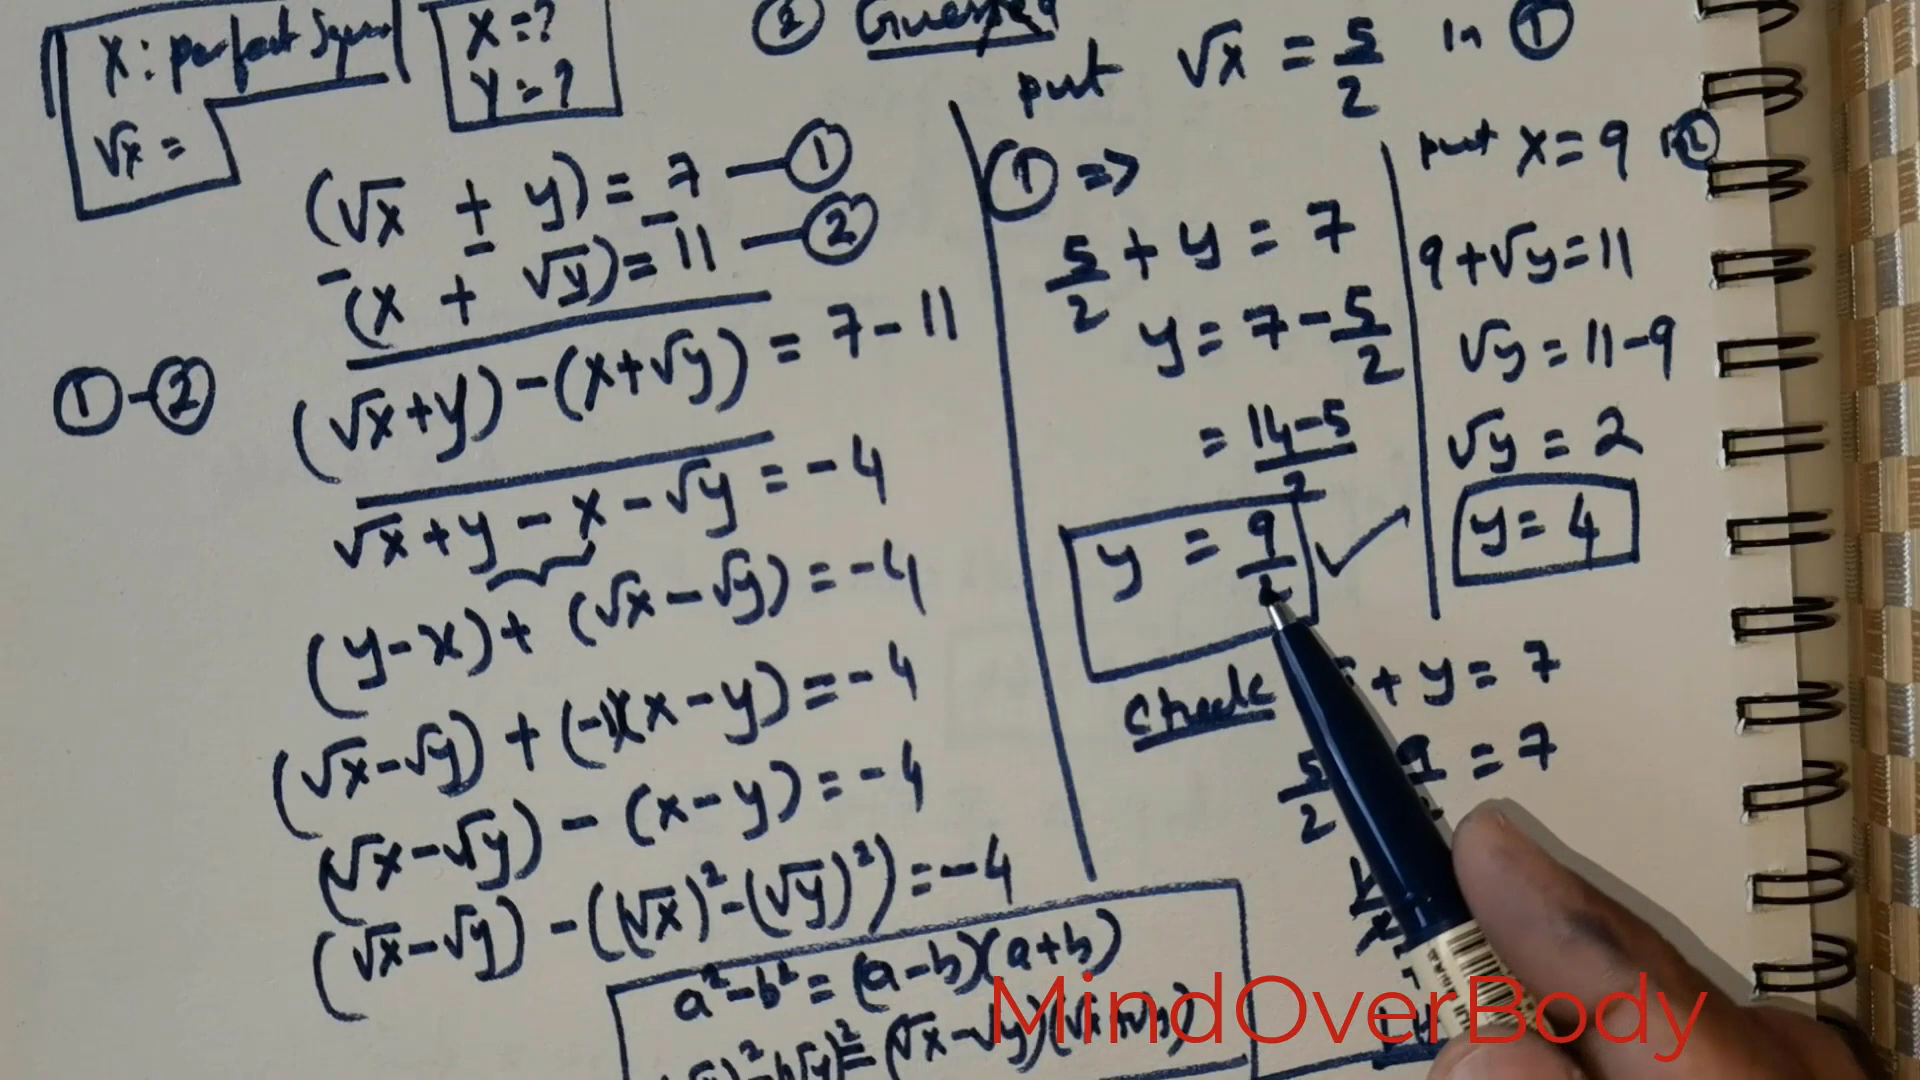 X: perfect
√x =
X = ?
Y = ?
(√x + y) = 7 — ①
(x + √y) = 11 — ②
① - ②
(√x+y) - (x+√y) = 7 - 11
√x + y - x - √y = -4
(y-x) + (√x - √y) = -4
(√x-√y) + (-1)(x-y) = -4
(√x-√y) - (x-y) = -4
(√x-√y) - ((√x)² - (√y)²) = -4
a²-b² = (a-b)(a+b)
② Guess
put √x = 5/2 in ①
① =>
5/2 + y = 7
y = 7 - 5/2
= 14-5/2
y = 9/2 ✓
Check + y = 7
5/2 9 = 7
put x = 9 in ②
9 + √y = 11
√y = 11-9
√y = 2
y = 4
MindOverBody